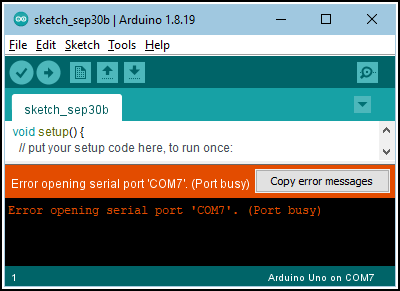 sketch_sep30b | Arduino 1.8.19
File Edit Sketch Tools Help
sketch_sep30b
void setup() {
// put your setup code here, to run once:
Error opening serial port 'COM7'. (Port busy)
Copy error messages
Error opening serial port 'COM7'. (Port busy)
1
Arduino Uno on COM7